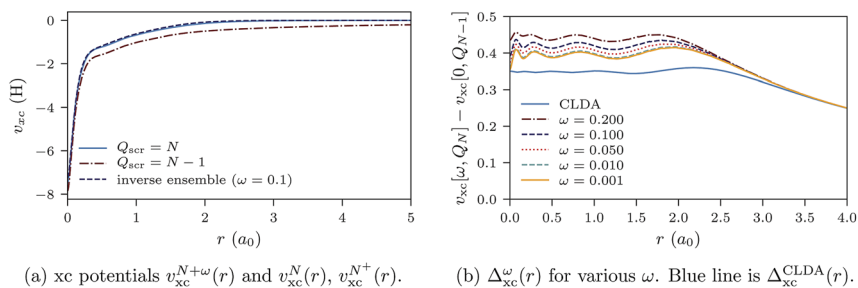 (a)
0
−2
−4
−6
−8
v_xc (H)
Q_scr = N
Q_scr = N − 1
inverse ensemble (ω = 0.1)
0 1 2 3 4 5
r (a_0)
(a) xc potentials v_xc^{N+ω}(r) and v_xc^N(r), v_xc^{N^+}(r).
(b)
0.5
0.4
0.3
0.2
0.1
0.0
v_xc[ω, Q_N] − v_xc[0, Q_{N−1}]
CLDA
ω = 0.200
ω = 0.100
ω = 0.050
ω = 0.010
ω = 0.001
0.0 0.5 1.0 1.5 2.0 2.5 3.0 3.5 4.0
r (a_0)
(b) Δ_xc^ω(r) for various ω. Blue line is Δ_xc^CLDA(r).